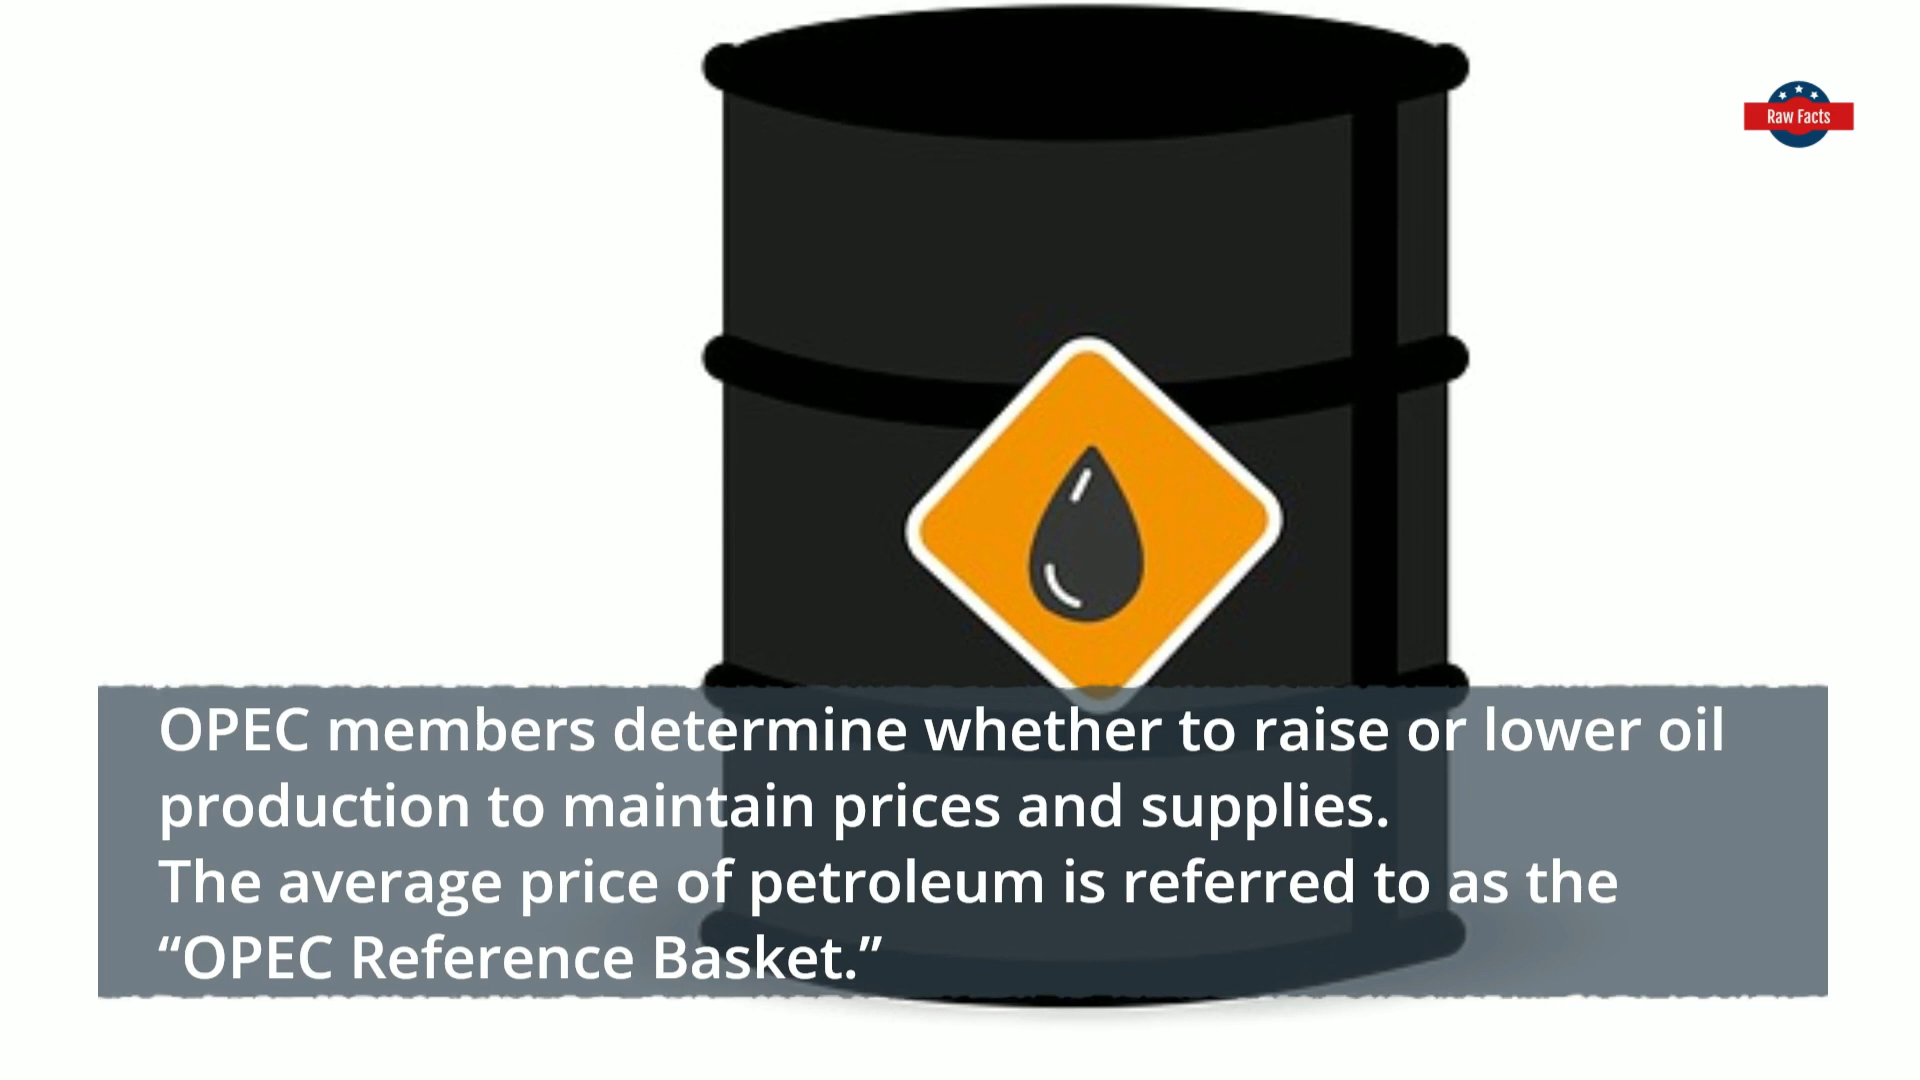 Raw Facts
OPEC members determine whether to raise or lower oil
production to maintain prices and supplies.
The average price of petroleum is referred to as the
“OPEC Reference Basket.”